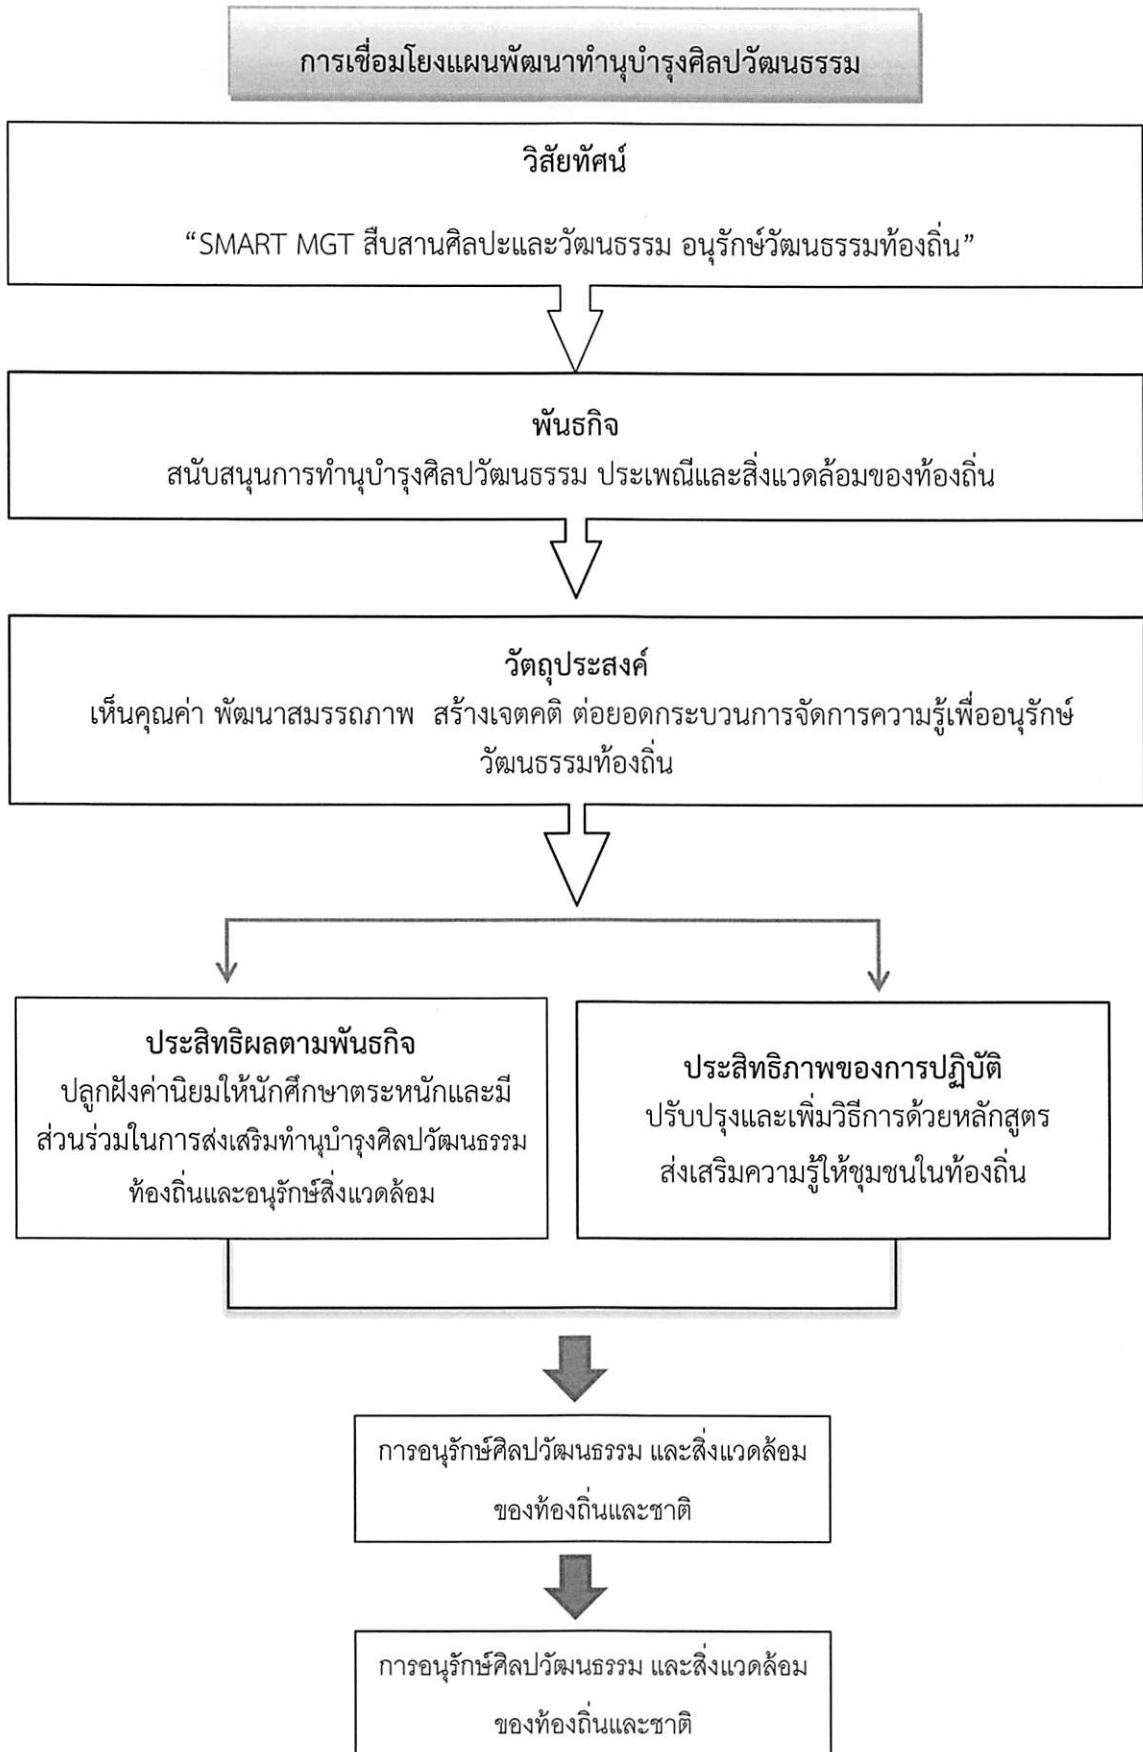 การเชื่อมโยงแผนพัฒนาทำนุบำรุงศิลปวัฒนธรรม
วิสัยทัศน์
“SMART MGT สืบสานศิลปะและวัฒนธรรม อนุรักษ์วัฒนธรรมท้องถิ่น”
พันธกิจ
สนับสนุนการทำนุบำรุงศิลปวัฒนธรรม ประเพณีและสิ่งแวดล้อมของท้องถิ่น
วัตถุประสงค์
เห็นคุณค่า พัฒนาสมรรถภาพ สร้างเจตคติ ต่อยอดกระบวนการจัดการความรู้เพื่ออนุรักษ์
วัฒนธรรมท้องถิ่น
ประสิทธิผลตามพันธกิจ
ปลูกฝังค่านิยมให้นักศึกษาตระหนักและมี
ส่วนร่วมในการส่งเสริมทำนุบำรุงศิลปวัฒนธรรม
ท้องถิ่นและอนุรักษ์สิ่งแวดล้อม
ประสิทธิภาพของการปฏิบัติ
ปรับปรุงและเพิ่มวิธีการด้วยหลักสูตร
ส่งเสริมความรู้ให้ชุมชนในท้องถิ่น
การอนุรักษ์ศิลปวัฒนธรรม และสิ่งแวดล้อม
ของท้องถิ่นและชาติ
การอนุรักษ์ศิลปวัฒนธรรม และสิ่งแวดล้อม
ของท้องถิ่นและชาติ